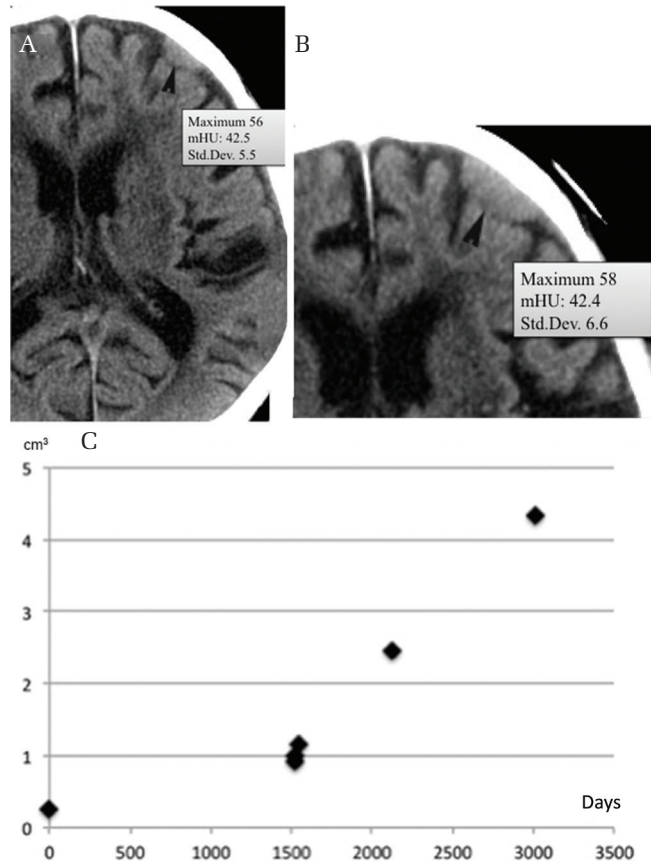 A
Maximum 56
mHU: 42.5
Std.Dev. 5.5
B
Maximum 58
mHU: 42.4
Std.Dev. 6.6
cm³ C
5
4
3
2
1
0
Days
0 500 1000 1500 2000 2500 3000 3500